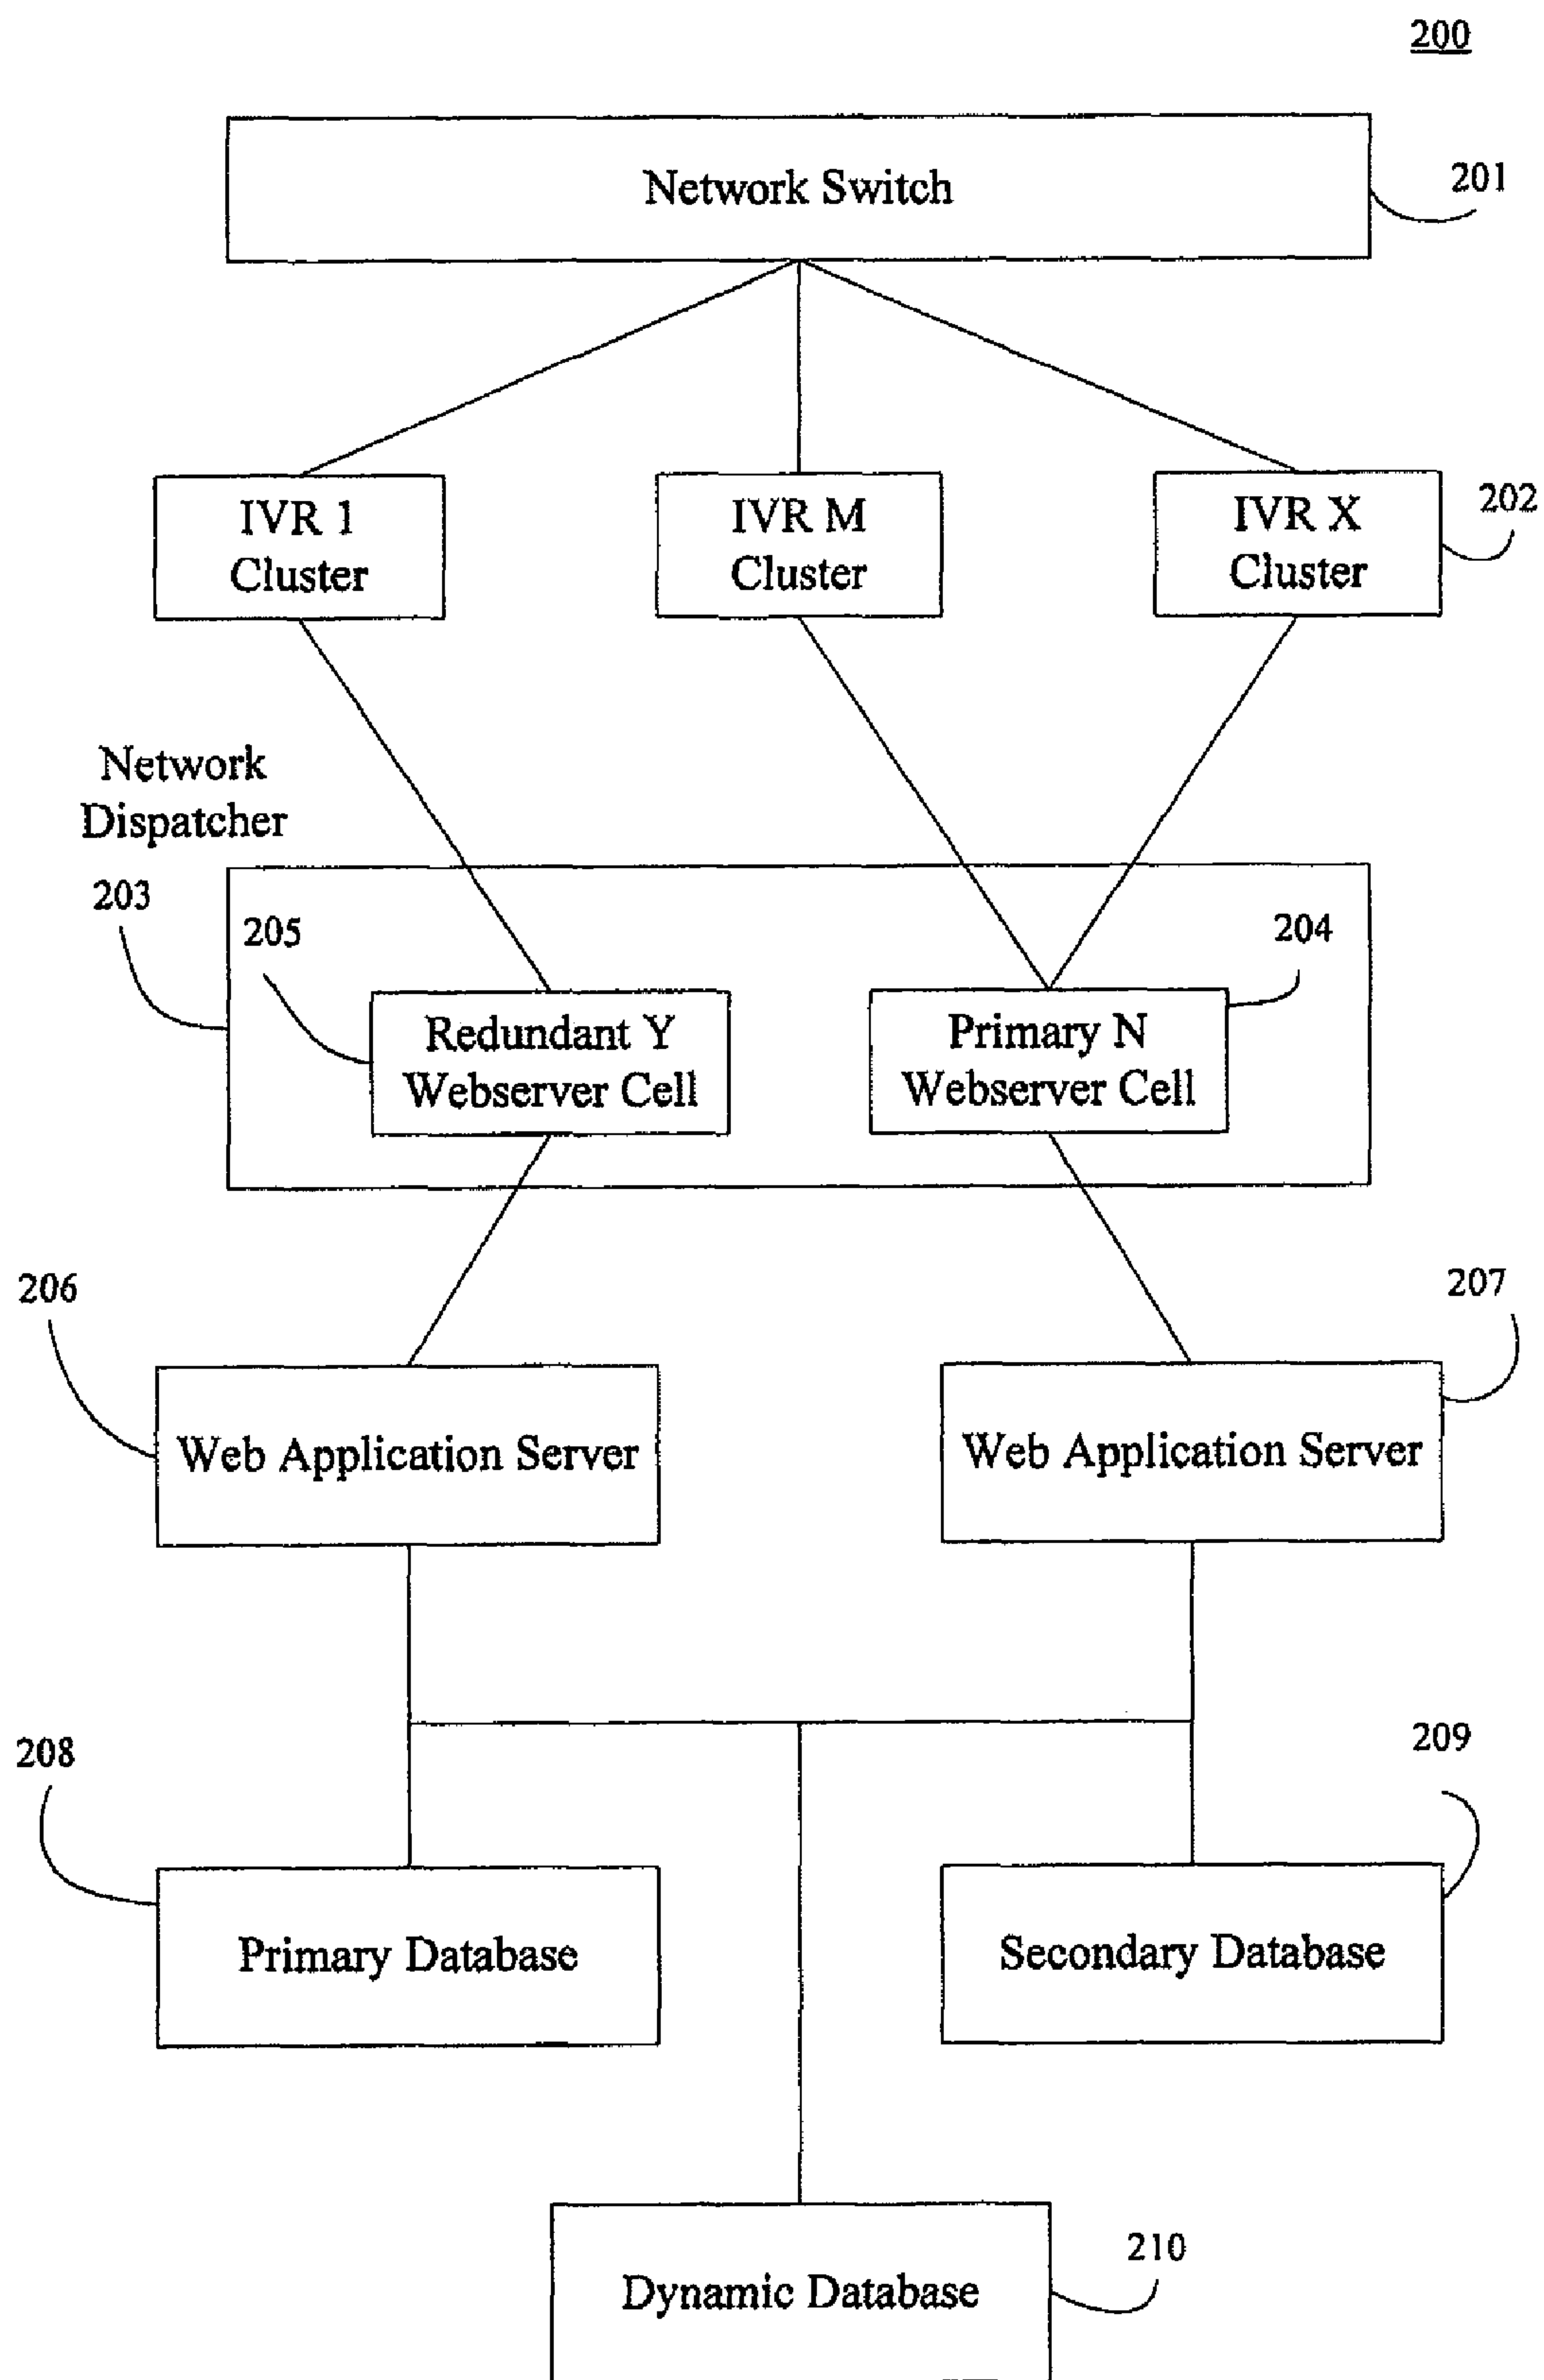 200
Network Switch
201
IVR 1
Cluster
IVR M
Cluster
IVR X
Cluster
202
Network
Dispatcher
203
205
204
Redundant Y
Webserver Cell
Primary N
Webserver Cell
206
207
Web Application Server
Web Application Server
208
209
Primary Database
Secondary Database
210
Dynamic Database